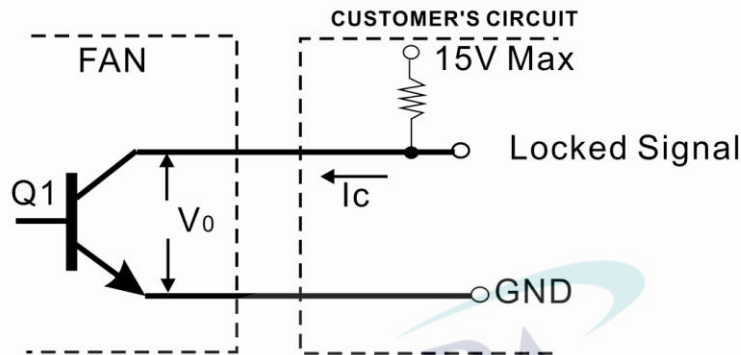 CUSTOMER'S CIRCUIT
FAN
15V Max
Locked Signal
Q1
Ic
V0
GND